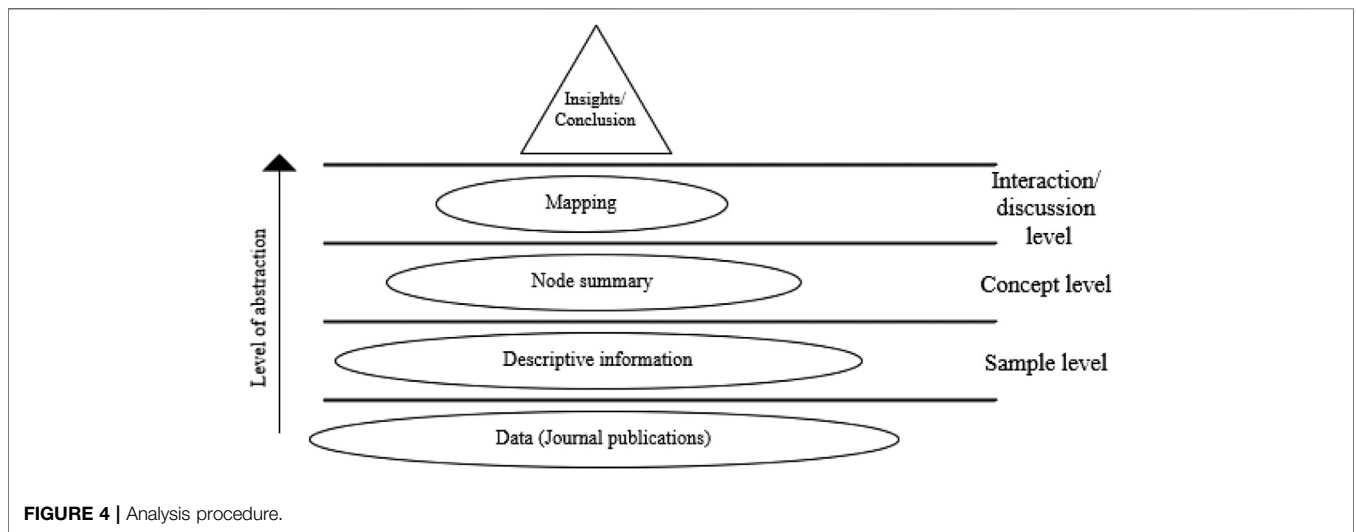 Insights/
Conclusion
Mapping
Interaction/
discussion
level
Level of abstraction
Node summary
Concept level
Descriptive information
Sample level
Data (Journal publications)
FIGURE 4 | Analysis procedure.